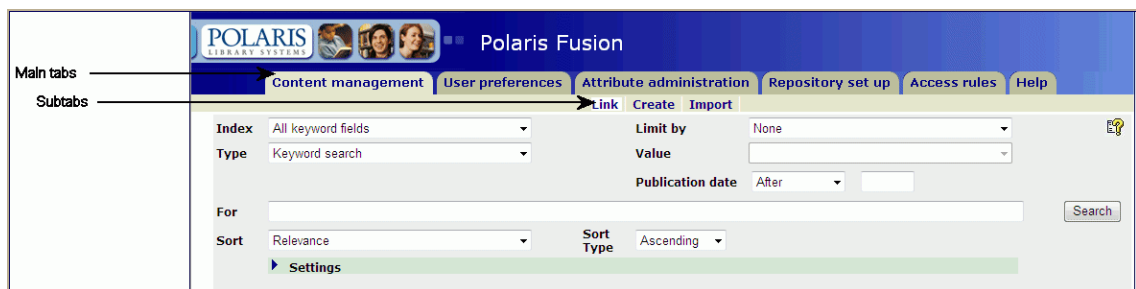 POLARIS
LIBRARY SYSTEMS
Polaris Fusion
Main tabs
Content management User preferences Attribute administration Repository set up Access rules Help
Subtabs
Link Create Import
Index All keyword fields Limit by None
Type Keyword search Value
Publication date After
For Search
Sort Relevance Sort Type Ascending
Settings